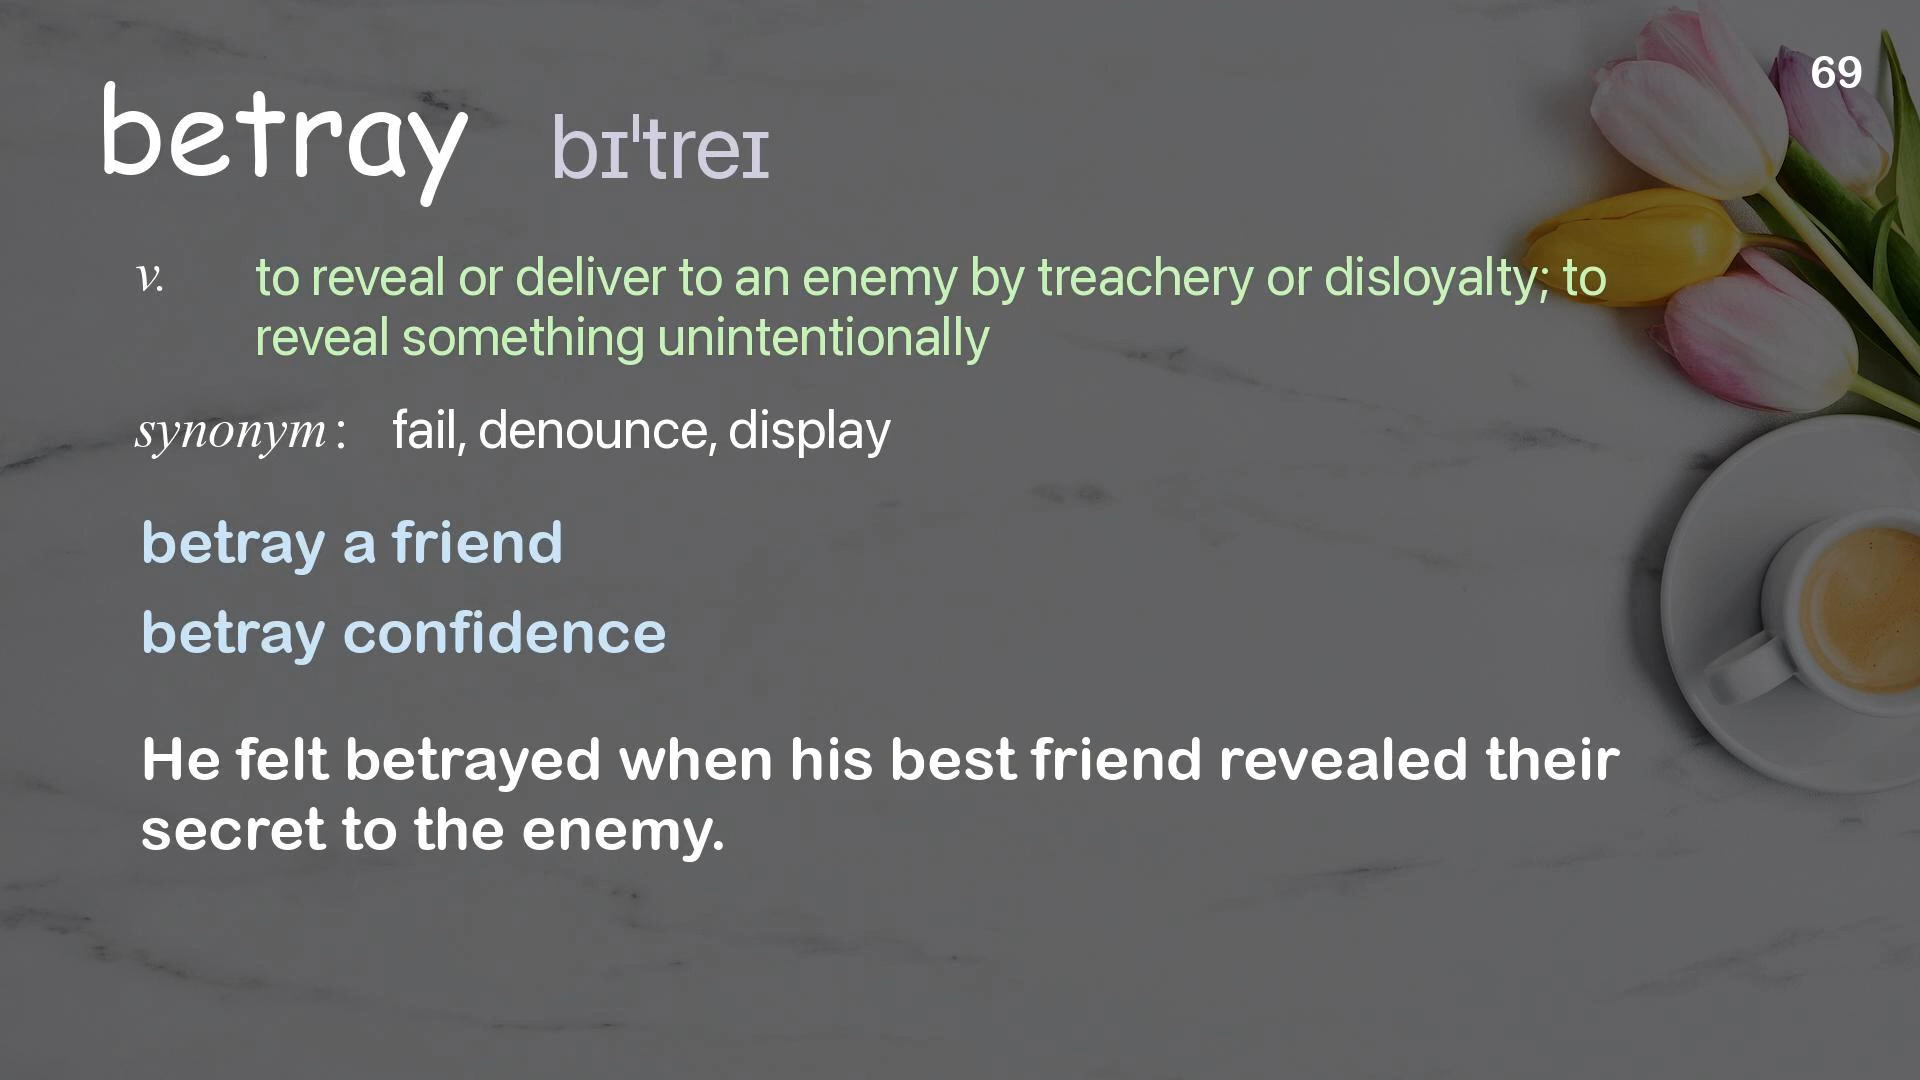 69
betray bɪˈtreɪ
v. to reveal or deliver to an enemy by treachery or disloyalty; to
reveal something unintentionally
synonym : fail, denounce, display
betray a friend
betray confidence
He felt betrayed when his best friend revealed their
secret to the enemy.